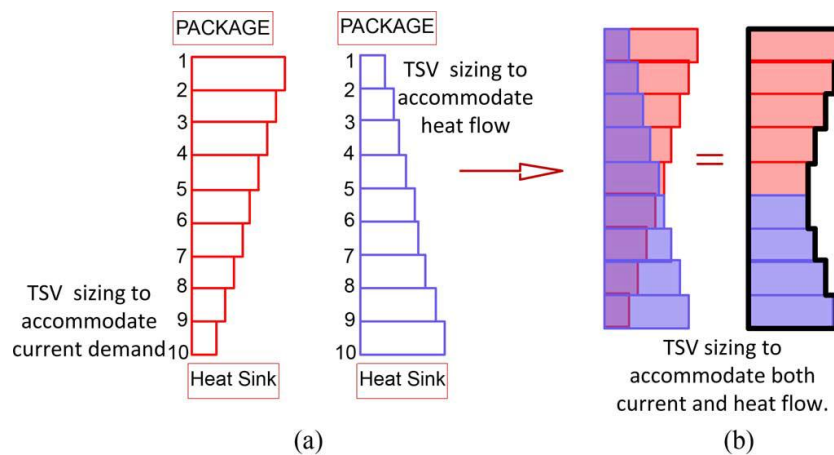 PACKAGE
1
2
3
4
5
6
7
8
9
10
TSV sizing to
accommodate
current demand
Heat Sink
PACKAGE
1
2
3
4
5
6
7
8
9
10
TSV sizing to
accommodate
heat flow
Heat Sink
=
TSV sizing to
accommodate both
current and heat flow.
(a)
(b)